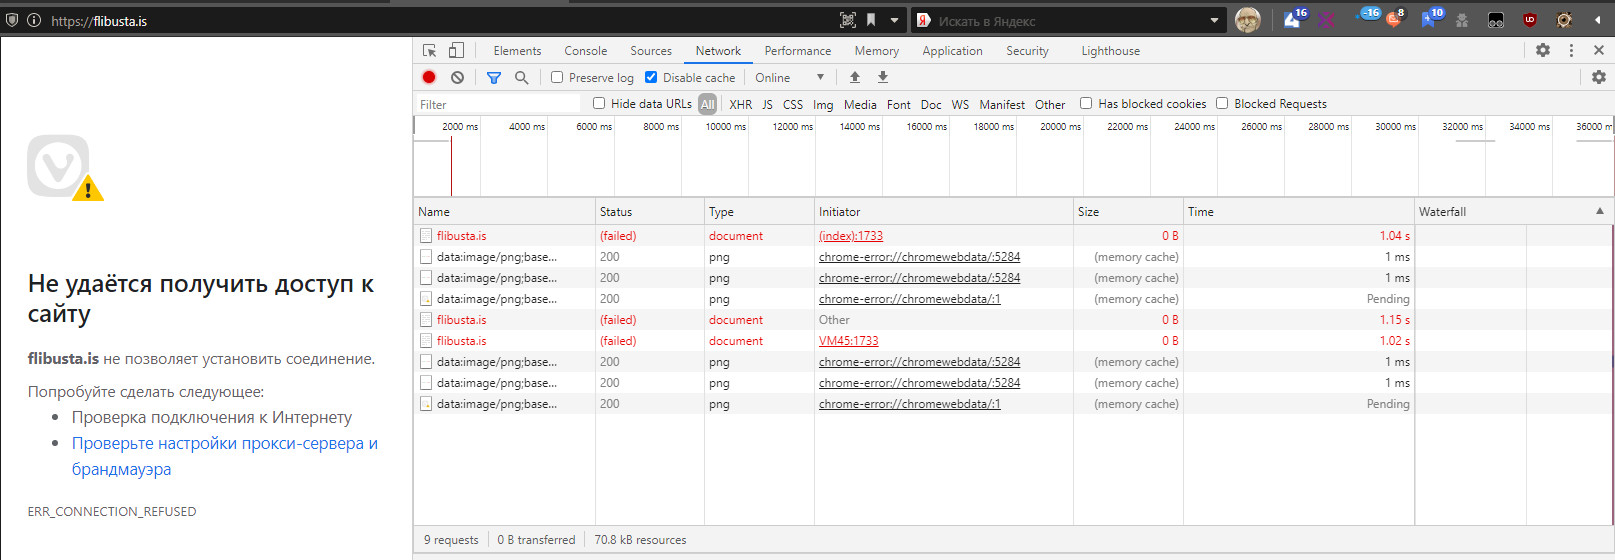 https://flibusta.is
Искать в Яндекс
16
-16
8
10
Не удаётся получить доступ к
сайту
flibusta.is не позволяет установить соединение.
Попробуйте сделать следующее:
Проверка подключения к Интернету
Проверьте настройки прокси-сервера и
брандмауэра
ERR_CONNECTION_REFUSED
Elements Console Sources Network Performance Memory Application Security Lighthouse
Preserve log Disable cache Online
Filter Hide data URLs All XHR JS CSS Img Media Font Doc WS Manifest Other Has blocked cookies Blocked Requests
2000 ms 4000 ms 6000 ms 8000 ms 10000 ms 12000 ms 14000 ms 16000 ms 18000 ms 20000 ms 22000 ms 24000 ms 26000 ms 28000 ms 30000 ms 32000 ms 34000 ms 36000 m
Name Status Type Initiator Size Time Waterfall
flibusta.is (failed) document (index):1733 0 B 1.04 s
data:image/png;base... 200 png chrome-error://chromewebdata/:5284 (memory cache) 1 ms
data:image/png;base... 200 png chrome-error://chromewebdata/:5284 (memory cache) 1 ms
data:image/png;base... 200 png chrome-error://chromewebdata/:1 (memory cache) Pending
flibusta.is (failed) document Other 0 B 1.15 s
flibusta.is (failed) document VM45:1733 0 B 1.02 s
data:image/png;base... 200 png chrome-error://chromewebdata/:5284 (memory cache) 1 ms
data:image/png;base... 200 png chrome-error://chromewebdata/:5284 (memory cache) 1 ms
data:image/png;base... 200 png chrome-error://chromewebdata/:1 (memory cache) Pending
9 requests 0 B transferred 70.8 kB resources